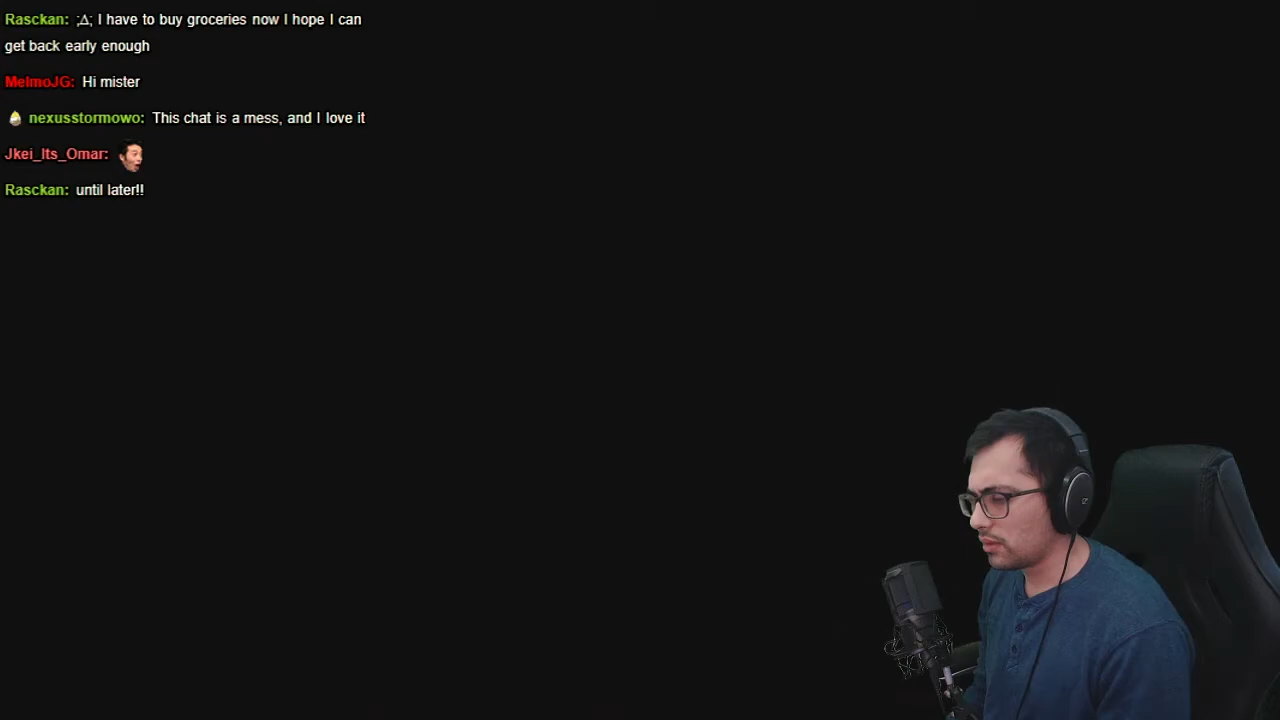 Rasckan: ;Δ; I have to buy groceries now I hope I can
get back early enough
MelmoJG: Hi mister
nexusstormowo: This chat is a mess, and I love it
Jkei_Its_Omar:
Rasckan: until later!!